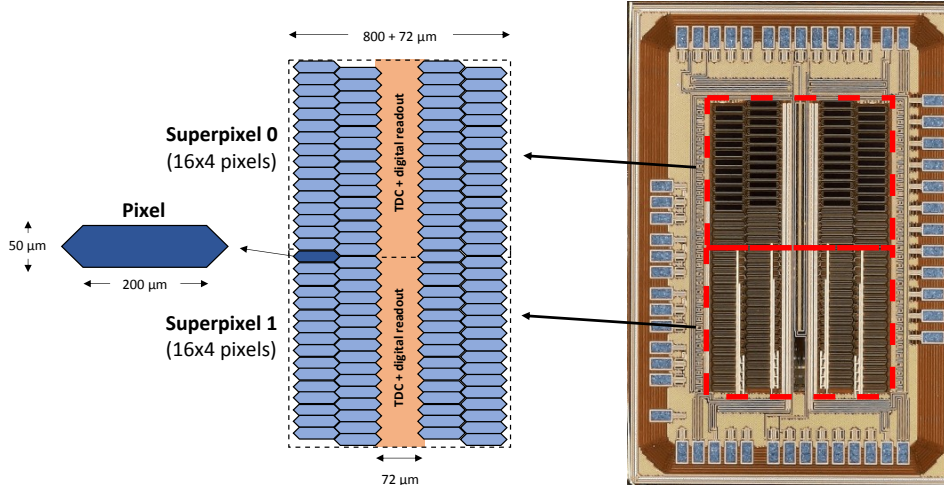 800 + 72 µm
Superpixel 0
(16x4 pixels)
TDC + digital readout
Pixel
50 µm
200 µm
Superpixel 1
(16x4 pixels)
TDC + digital readout
72 µm